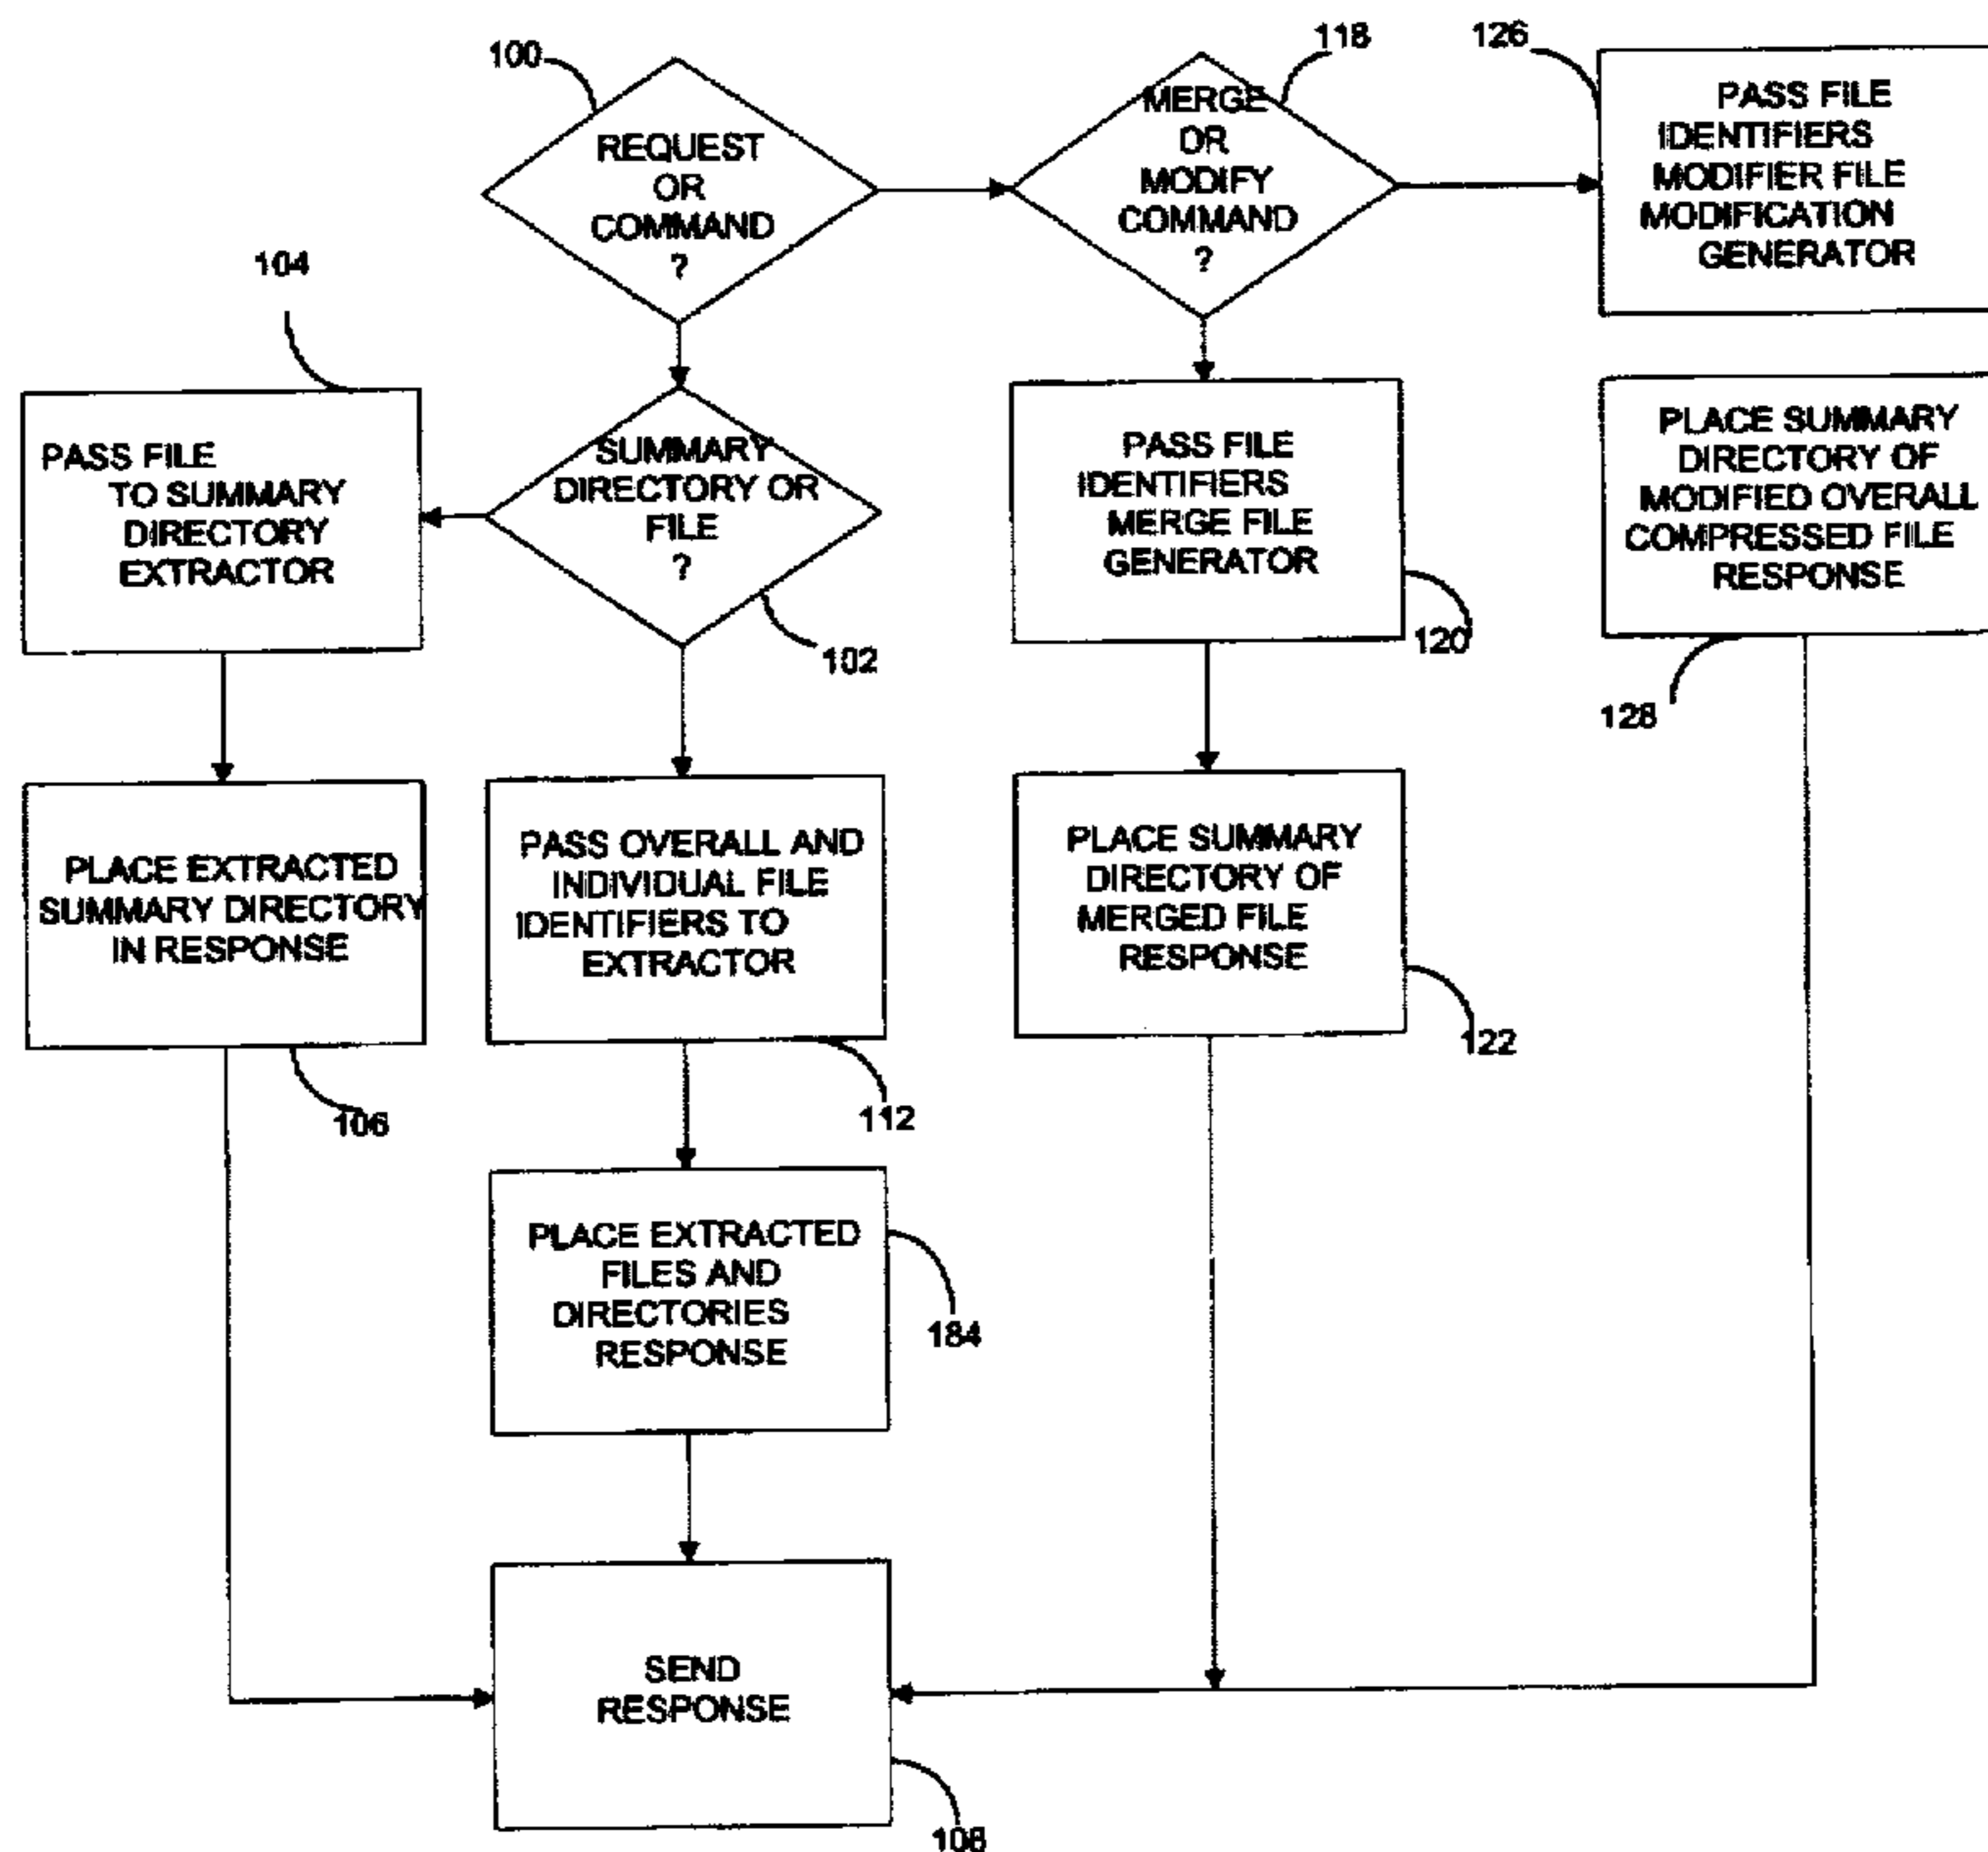 100
REQUEST
OR
COMMAND
?
118
MERGE
OR
MODIFY
COMMAND
?
126
PASS FILE
IDENTIFIERS
MODIFIER FILE
MODIFICATION
GENERATOR
104
PASS FILE
TO SUMMARY
DIRECTORY
EXTRACTOR
SUMMARY
DIRECTORY OR
FILE
?
102
PASS FILE
IDENTIFIERS
MERGE FILE
GENERATOR
120
PLACE SUMMARY
DIRECTORY OF
MODIFIED OVERALL
COMPRESSED FILE
RESPONSE
128
PLACE EXTRACTED
SUMMARY DIRECTORY
IN RESPONSE
106
PASS OVERALL AND
INDIVIDUAL FILE
IDENTIFIERS TO
EXTRACTOR
112
PLACE SUMMARY
DIRECTORY OF
MERGED FILE
RESPONSE
122
PLACE EXTRACTED
FILES AND
DIRECTORIES
RESPONSE
184
SEND
RESPONSE
108